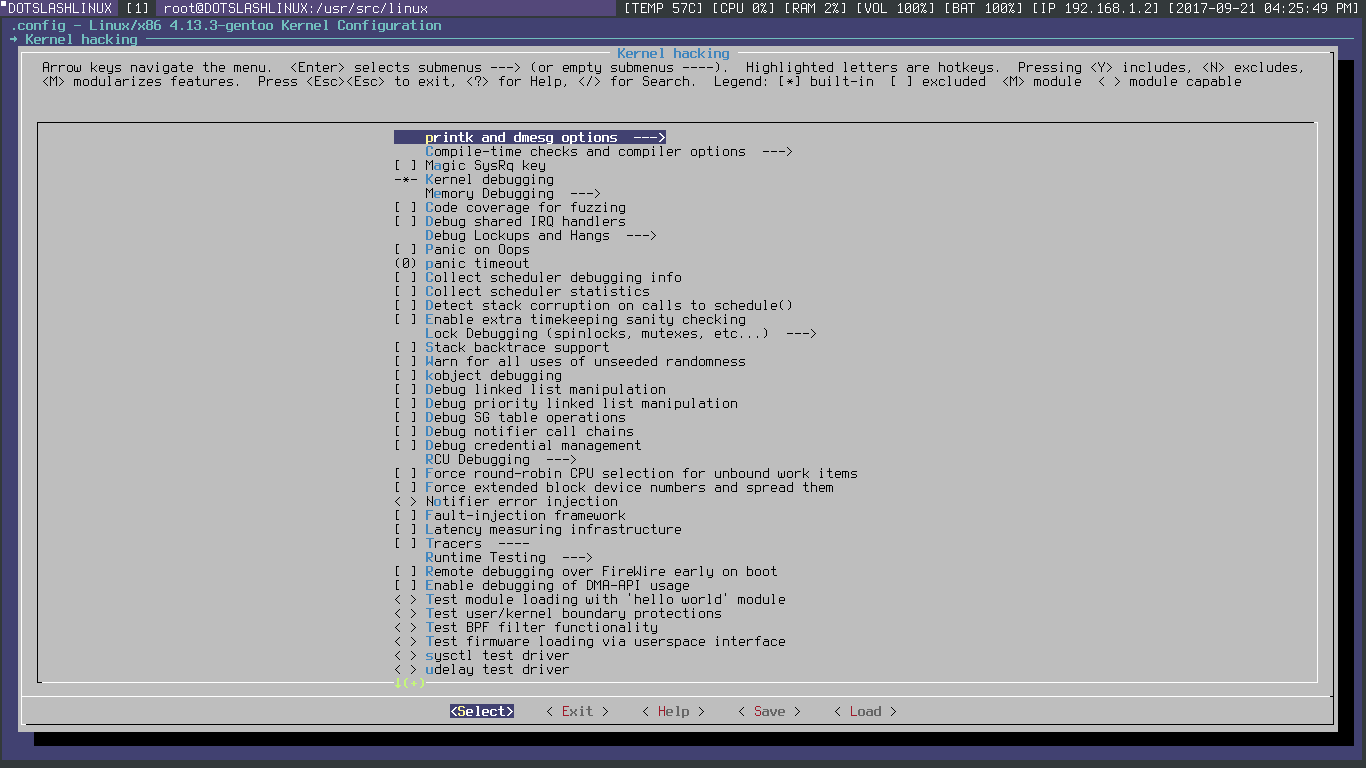 DOTSLASHLINUX [1] root@DOTSLASHLINUX:/usr/src/linux [TEMP 57C] [CPU 0%] [RAM 2%] [VOL 100%] [BAT 100%] [IP 192.168.1.2] [2017-09-21 04:25:49 PM]
.config - Linux/x86 4.13.3-gentoo Kernel Configuration
→ Kernel hacking
Kernel hacking
Arrow keys navigate the menu. <Enter> selects submenus ---> (or empty submenus ----). Highlighted letters are hotkeys. Pressing <Y> includes, <N> excludes,
<M> modularizes features. Press <Esc><Esc> to exit, <?> for Help, </> for Search. Legend: [*] built-in [ ] excluded <M> module < > module capable
printk and dmesg options --->
Compile-time checks and compiler options --->
[ ] Magic SysRq key
-*- Kernel debugging
Memory Debugging --->
[ ] Code coverage for fuzzing
[ ] Debug shared IRQ handlers
Debug Lockups and Hangs --->
[ ] Panic on Oops
(0) panic timeout
[ ] Collect scheduler debugging info
[ ] Collect scheduler statistics
[ ] Detect stack corruption on calls to schedule()
[ ] Enable extra timekeeping sanity checking
Lock Debugging (spinlocks, mutexes, etc...) --->
[ ] Stack backtrace support
[ ] Warn for all uses of unseeded randomness
[ ] kobject debugging
[ ] Debug linked list manipulation
[ ] Debug priority linked list manipulation
[ ] Debug SG table operations
[ ] Debug notifier call chains
[ ] Debug credential management
RCU Debugging --->
[ ] Force round-robin CPU selection for unbound work items
[ ] Force extended block device numbers and spread them
< > Notifier error injection
[ ] Fault-injection framework
[ ] Latency measuring infrastructure
[ ] Tracers ----
Runtime Testing --->
[ ] Remote debugging over FireWire early on boot
[ ] Enable debugging of DMA-API usage
< > Test module loading with 'hello world' module
< > Test user/kernel boundary protections
< > Test BPF filter functionality
< > Test firmware loading via userspace interface
< > sysctl test driver
< > udelay test driver
↓(+)
<Select> < Exit > < Help > < Save > < Load >